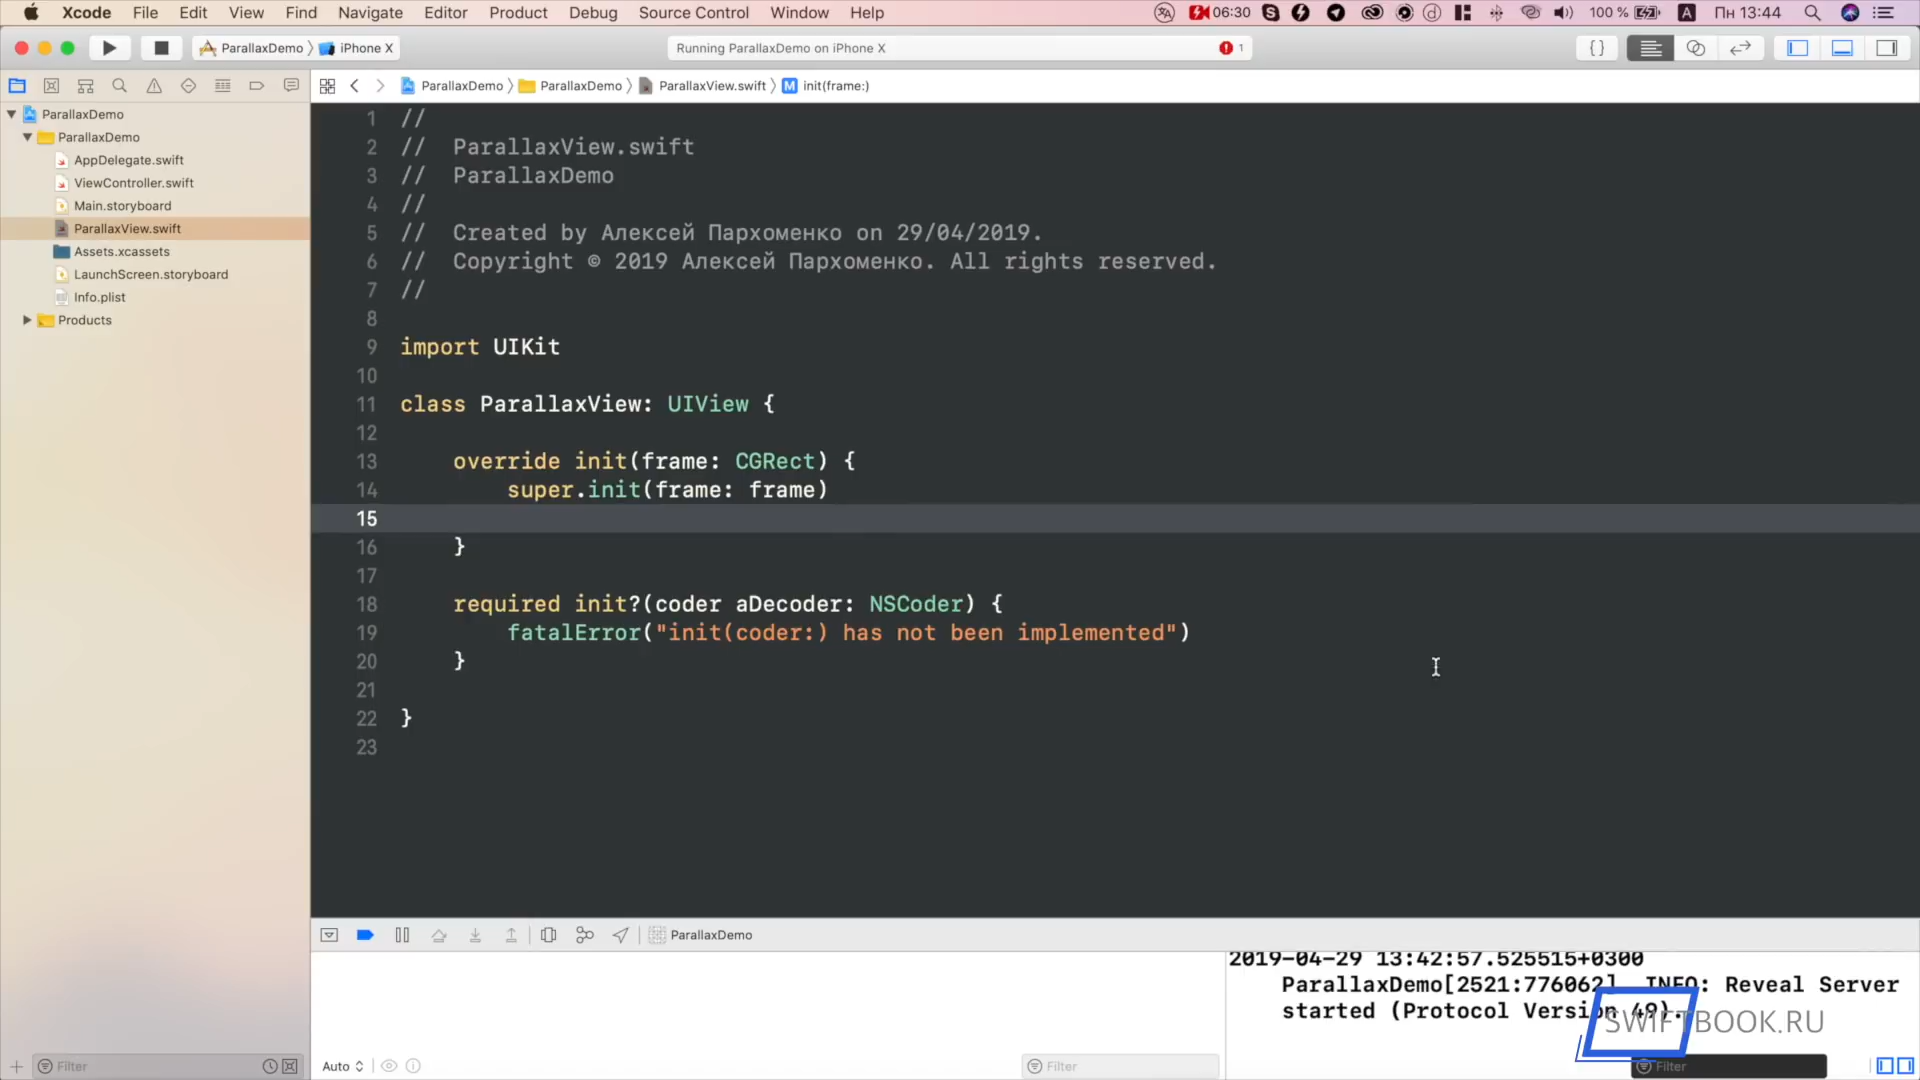 Xcode File Edit View Find Navigate Editor Product Debug Source Control Window Help 06:30 100 % A Пн 13:44
ParallaxDemo iPhone X Running ParallaxDemo on iPhone X 1 { }
ParallaxDemo ParallaxDemo ParallaxView.swift M init(frame:)
ParallaxDemo
ParallaxDemo
AppDelegate.swift
ViewController.swift
Main.storyboard
ParallaxView.swift
Assets.xcassets
LaunchScreen.storyboard
Info.plist
Products
1 //
2 // ParallaxView.swift
3 // ParallaxDemo
4 //
5 // Created by Алексей Пархоменко on 29/04/2019.
6 // Copyright © 2019 Алексей Пархоменко. All rights reserved.
7 //
8
9 import UIKit
10
11 class ParallaxView: UIView {
12
13 override init(frame: CGRect) {
14 super.init(frame: frame)
15
16 }
17
18 required init?(coder aDecoder: NSCoder) {
19 fatalError("init(coder:) has not been implemented")
20 }
21
22 }
23
ParallaxDemo
2019-04-29 13:42:57.525515+0300
ParallaxDemo[2521:776062] INFO: Reveal Server
started (Protocol Version 49).
SWIFTBOOK.RU
Filter Auto Filter Filter